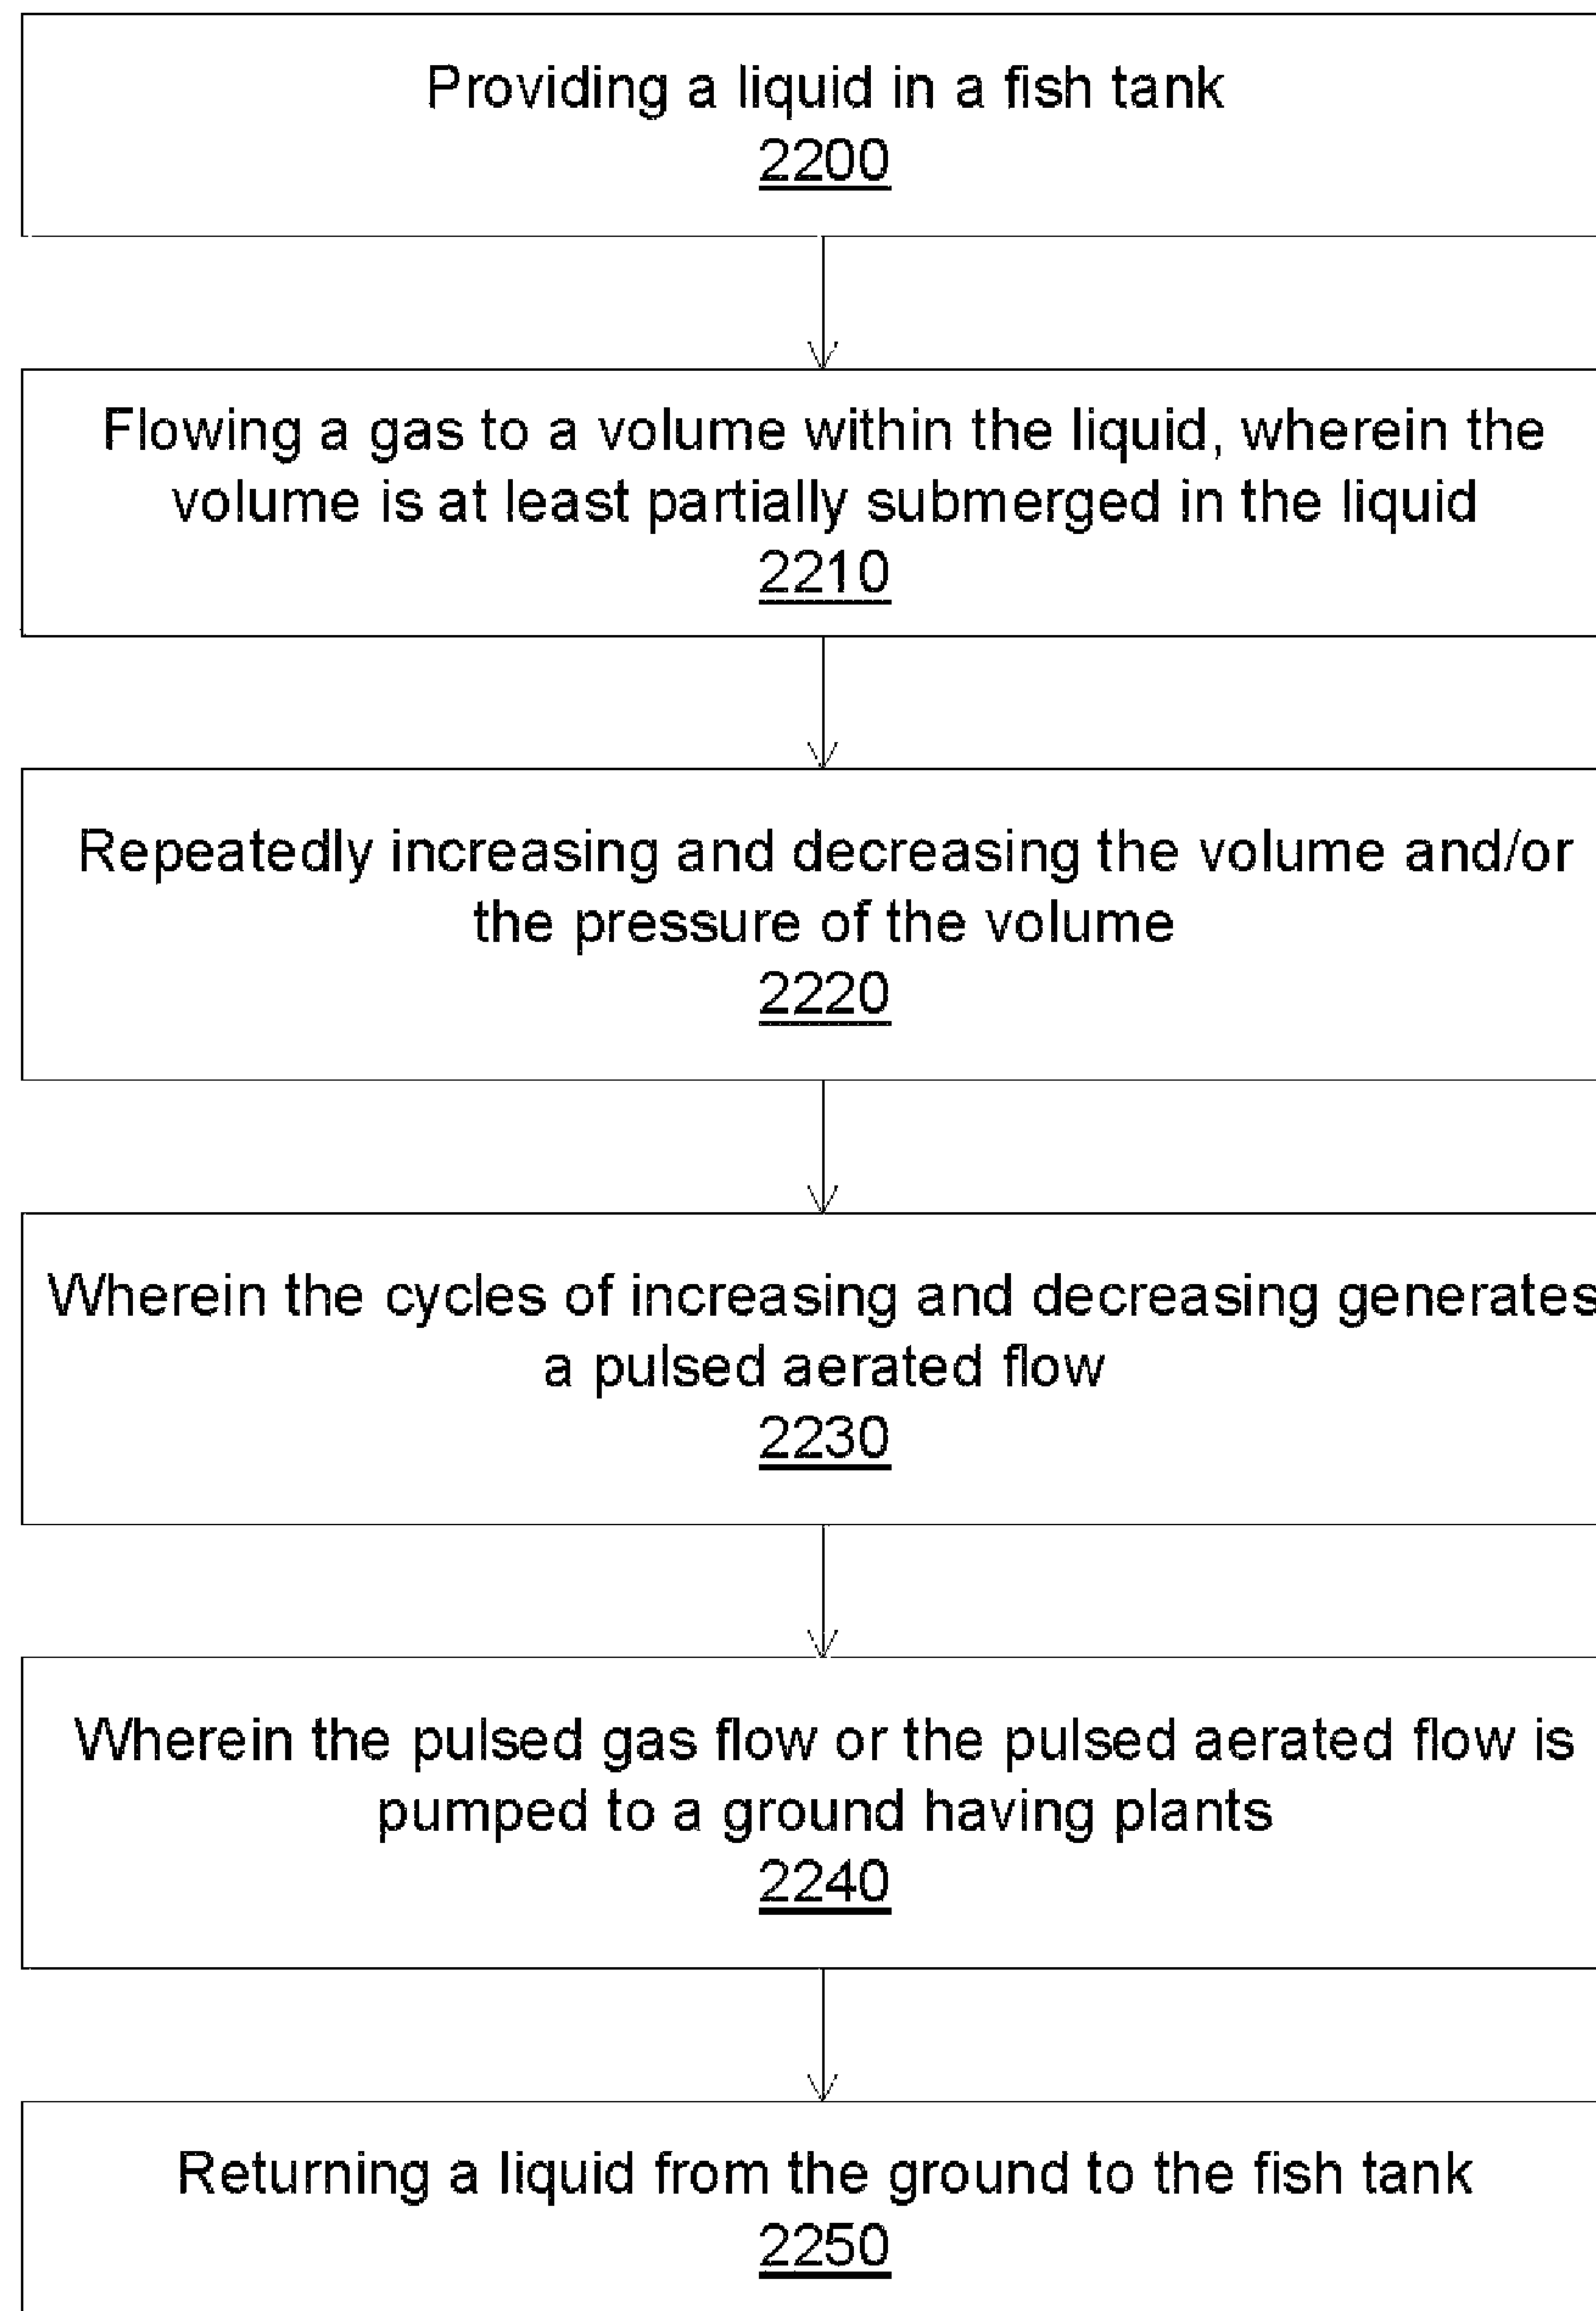 Providing a liquid in a fish tank
2200
Flowing a gas to a volume within the liquid, wherein the
volume is at least partially submerged in the liquid
2210
Repeatedly increasing and decreasing the volume and/or
the pressure of the volume
2220
Wherein the cycles of increasing and decreasing generates
a pulsed aerated flow
2230
Wherein the pulsed gas flow or the pulsed aerated flow is
pumped to a ground having plants
2240
Returning a liquid from the ground to the fish tank
2250